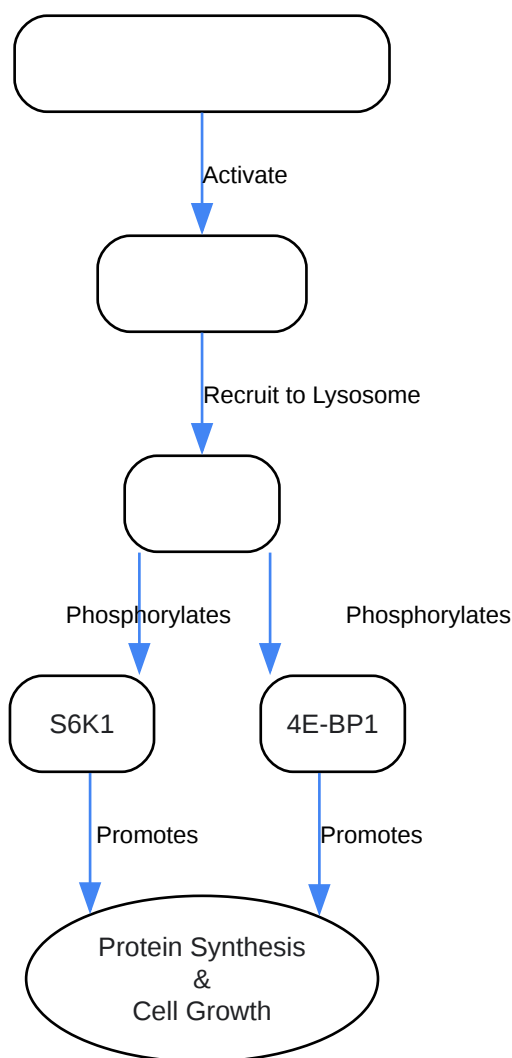 Activate
Recruit to Lysosome
Phosphorylates
Phosphorylates
S6K1
4E-BP1
Promotes
Promotes
Protein Synthesis
&
Cell Growth